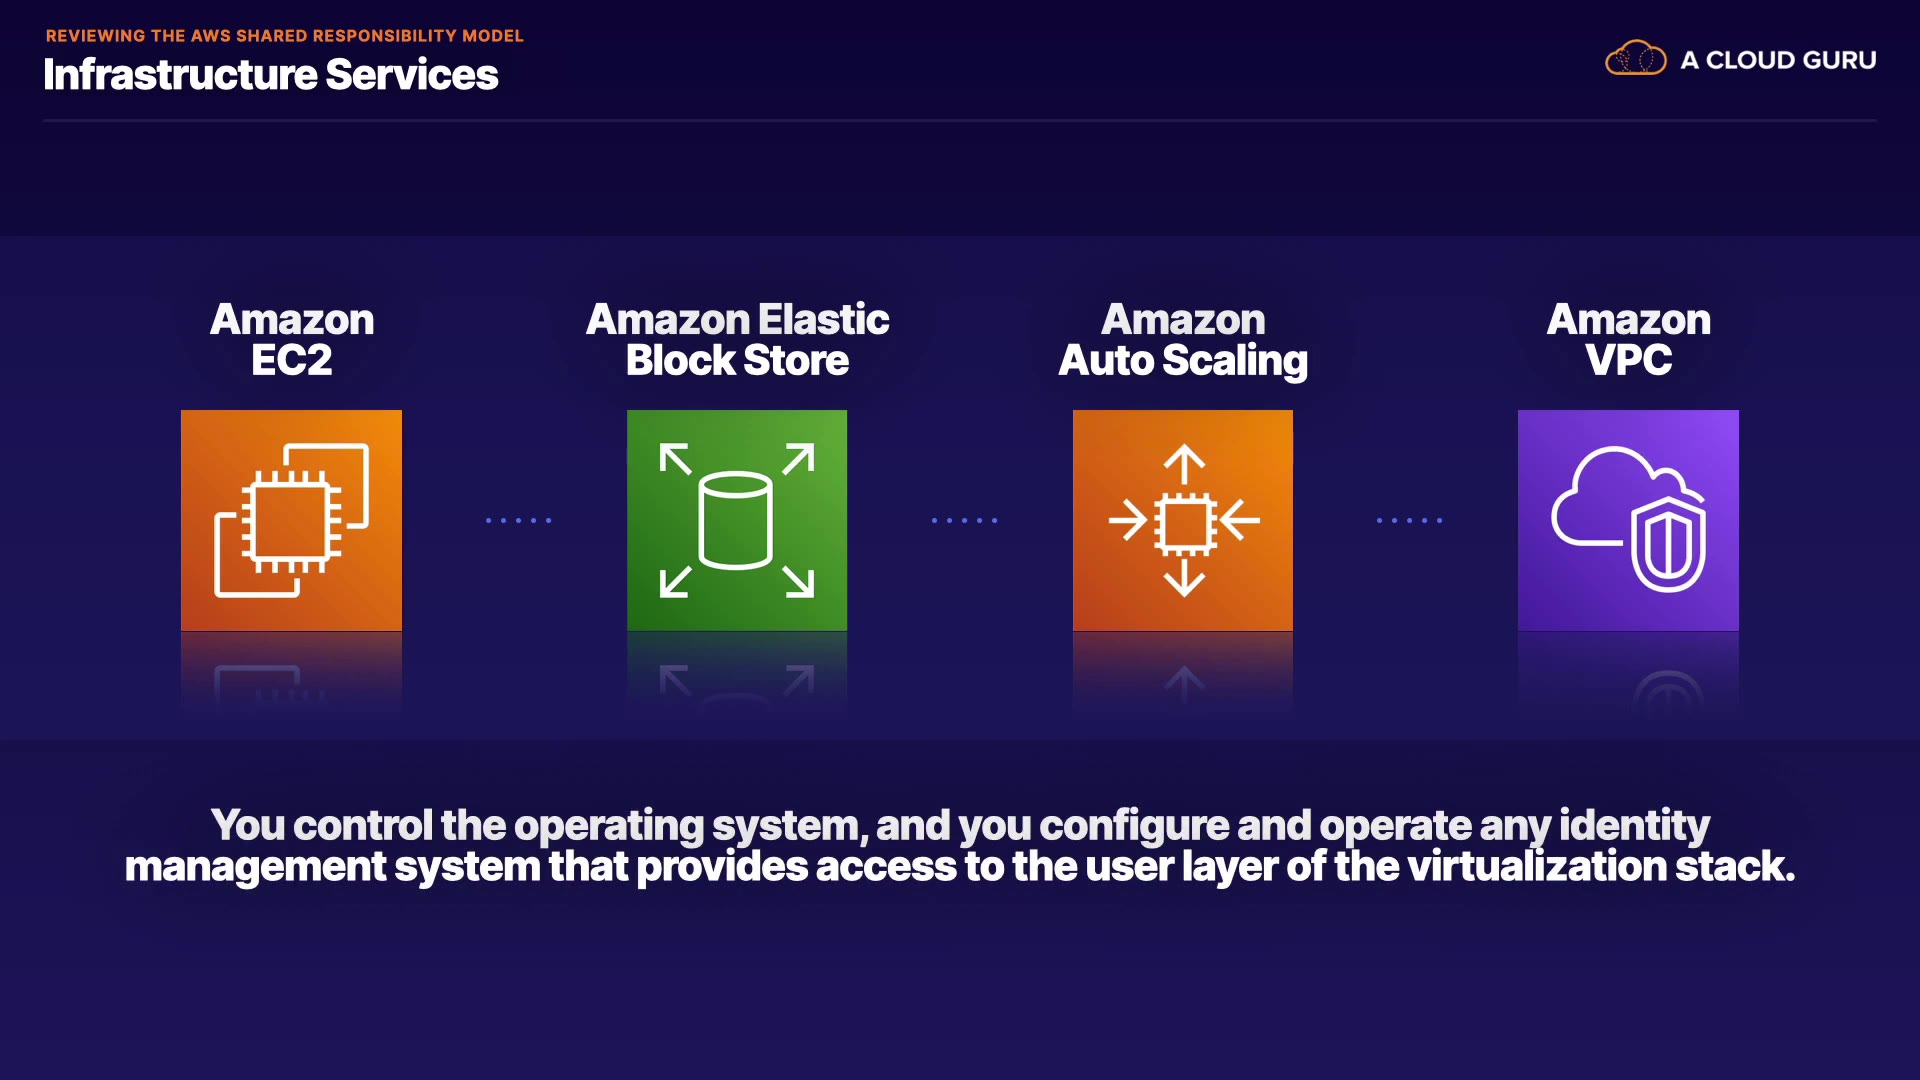 REVIEWING THE AWS SHARED RESPONSIBILITY MODEL
Infrastructure Services
A CLOUD GURU
Amazon
EC2
Amazon Elastic
Block Store
Amazon
Auto Scaling
Amazon
VPC
You control the operating system, and you configure and operate any identity
management system that provides access to the user layer of the virtualization stack.